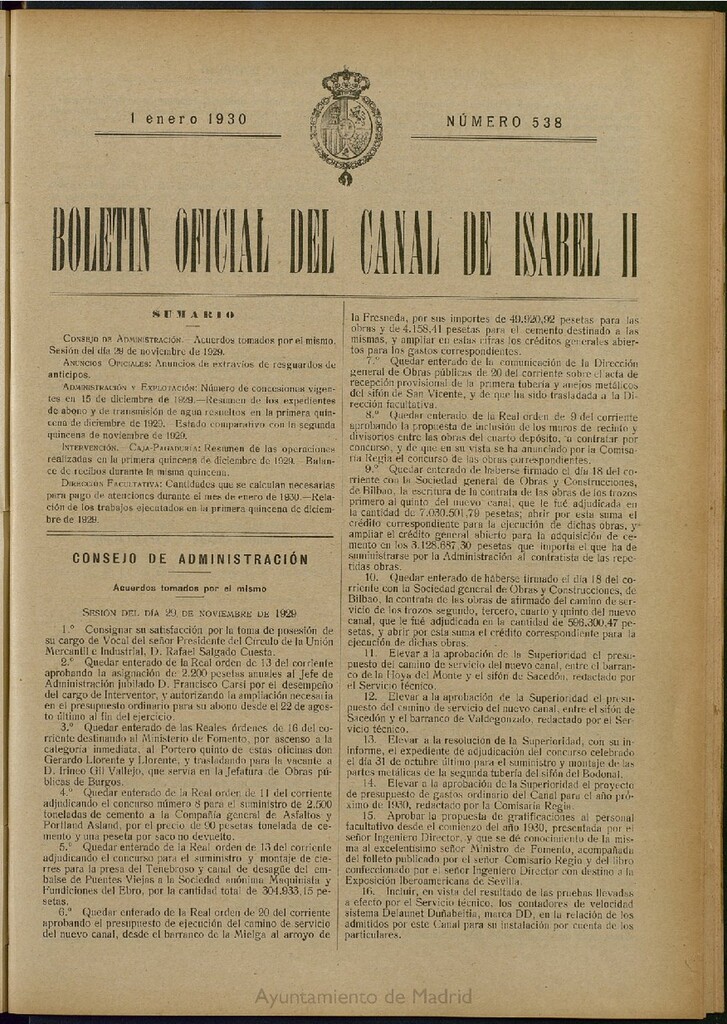 1 enero 1930
NÚMERO 538
BOLETIN OFICIAL DEL CANAL DE ISABEL II
SUMARIO
CONSEJO DE ADMINISTRACIÓN.—Acuerdos tomados por el mismo.
Sesión del día 29 de noviembre de 1929.
ANUNCIOS OFICIALES: Anuncios de extravíos de resguardos de
anticipos.
ADMINISTRACIÓN Y EXPLOTACIÓN: Número de concesiones vigen-
tes en 15 de diciembre de 1929.—Resumen de los expedientes
de abono y de transmisión de agua resueltos en la primera quin-
cena de diciembre de 1929. Estado comparativo con la segunda
quincena de noviembre de 1929.
INTERVENCIÓN. CAJA-PAGADURÍA: Resumen de las operaciones
realizadas en la primera quincena de diciembre de 1929.—Balan-
ce de recibos durante la misma quincena.
DIRECCIÓN FACULTATIVA: Cantidades que se calculan necesarias
para pago de atenciones durante el mes de enero de 1930.—Rela-
ción de los trabajos ejecutados en la primera quincena de diciem-
bre de 1929.
CONSEJO DE ADMINISTRACIÓN
Acuerdos tomados por el mismo
SESIÓN DEL DÍA 29 DE NOVIEMBRE DE 1929
1.º Consignar su satisfacción por la toma de posesión de
su cargo de Vocal del señor Presidente del Círculo de la Unión
Mercantil e Industrial, D. Rafael Salgado Cuesta.
2.º Quedar enterado de la Real orden de 13 del corriente
aprobando la asignación de 2.200 pesetas anuales al Jefe de
Administración jubilado D. Francisco Carsi por el desempeño
del cargo de Interventor, y autorizando la ampliación necesaria
en el presupuesto ordinario para su abono desde el 22 de agos-
to último al fin del ejercicio.
3.º Quedar enterado de las Reales órdenes de 16 del co-
rriente destinando al Ministerio de Fomento, por ascenso a la
categoría inmediata, al Portero quinto de estas oficinas don
Gerardo Llorente y Llorente, y trasladando para la vacante a
D. Irineo Gil Vallejo, que servía en la Jefatura de Obras pú-
blicas de Burgos.
4.º Quedar enterado de la Real orden de 11 del corriente
adjudicando el concurso número 8 para el suministro de 2.500
toneladas de cemento a la Compañía general de Asfaltos y
Portland Asland, por el precio de 90 pesetas tonelada de ce-
mento y una peseta por saco no devuelto.
5.º Quedar enterado de la Real orden de 13 del corriente
adjudicando el concurso para el suministro y montaje de cie-
rres para la presa del Tenebroso y canal de desagüe del em-
balse de Puentes Viejas a la Sociedad anónima Maquinista y
Fundiciones del Ebro, por la cantidad total de 304.933,15 pe-
setas.
6.º Quedar enterado de la Real orden de 20 del corriente
aprobando el presupuesto de ejecución del camino de servicio
del nuevo canal, desde el barranco de la Mielga al arroyo de
la Fresneda, por sus importes de 49.920,92 pesetas para las
obras y de 4.158,41 pesetas para el cemento destinado a las
mismas, y ampliar en estas cifras los créditos generales abier-
tos para los gastos correspondientes.
7.º Quedar enterado de la comunicación de la Dirección
general de Obras públicas de 20 del corriente sobre el acta de
recepción provisional de la primera tubería y anejos metálicos
del sifón de San Vicente, y de que ha sido trasladada a la Di-
rección facultativa.
8.º Quedar enterado de la Real orden de 9 del corriente
aprobando la propuesta de inclusión de los muros de recinto y
divisorios entre las obras del cuarto depósito, a contratar por
concurso, y de que en su vista se ha anunciado por la Comisa-
ría Regia el concurso de las obras correspondientes.
9.º Quedar enterado de haberse firmado el día 18 del co-
rriente con la Sociedad general de Obras y Construcciones,
de Bilbao, la escritura de la contrata de las obras de los trozos
primero al quinto del nuevo canal, que le fué adjudicada en
la cantidad de 7.030.501,79 pesetas; abrir por esta suma el
crédito correspondiente para la ejecución de dichas obras, y
ampliar el crédito general abierto para la adquisición de ce-
mento en los 3.128.687,30 pesetas que importa el que ha de
suministrarse por la Administración al contratista de las repe-
tidas obras.
10. Quedar enterado de haberse firmado el día 18 del co-
rriente con la Sociedad general de Obras y Construcciones, de
Bilbao, la contrata de las obras de afirmado del camino de ser-
vicio de los trozos segundo, tercero, cuarto y quinto del nuevo
canal, que le fué adjudicada en la cantidad de 596.300,47 pe-
setas, y abrir por esta suma el crédito correspondiente para la
ejecución de dichas obras.
11. Elevar a la aprobación de la Superioridad el presu-
puesto del camino de servicio del nuevo canal, entre el barran-
co de la Hoya del Monte y el sifón de Sacedón, redactado por
el Servicio técnico.
12. Elevar a la aprobación de la Superioridad el presu-
puesto del camino de servicio del nuevo canal, entre el sifón de
Sacedón y el barranco de Valdegonzalo, redactado por el Ser-
vicio técnico.
13. Elevar a la resolución de la Superioridad, con su in-
informe, el expediente de adjudicación del concurso celebrado
el día 31 de octubre último para el suministro y montaje de las
partes metálicas de la segunda tubería del sifón del Bodonal.
14. Elevar a la aprobación de la Superioridad el proyecto
de presupuesto de gastos ordinario del Canal para el año pró-
ximo de 1930, redactado por la Comisaría Regia.
15. Aprobar la propuesta de gratificaciones al personal
facultativo desde el comienzo del año 1930, presentada por el
señor Ingeniero Director, y que se dé conocimiento de la mis-
ma al excelentísimo señor Ministro de Fomento, acompañada
del folleto publicado por el señor Comisario Regio y del libro
confeccionado por el señor Ingeniero Director con destino a la
Exposición Iberoamericana de Sevilla.
16. Incluir, en vista del resultado de las pruebas llevadas
a efecto por el Servicio técnico, los contadores de velocidad
sistema Delaunet Duñabeitia, marca DD, en la relación de los
admitidos por este Canal para su instalación por cuenta de los
particulares.
Ayuntamiento de Madrid